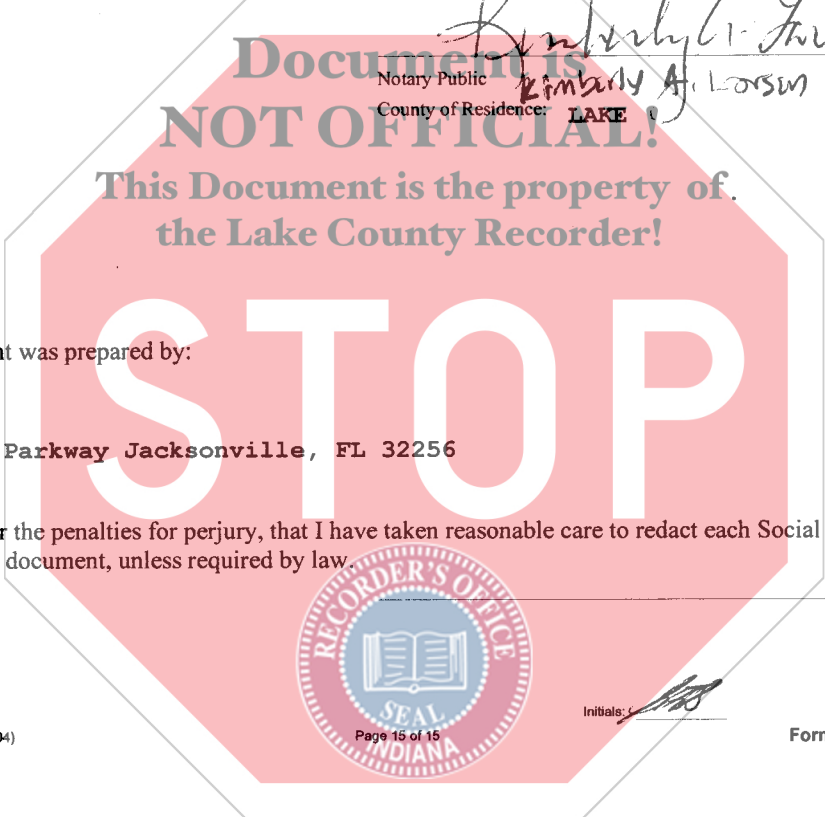 Document is
Notary Public Kimberly A. Larson
County of Residence: LAKE
NOT OFFICIAL!
This Document is the property of
the Lake County Recorder!
STOP
t was prepared by:
Parkway Jacksonville, FL 32256
r the penalties for perjury, that I have taken reasonable care to redact each Social
document, unless required by law.
RECORDER'S OFFICE
SEAL
INDIANA
Initials:
04)
Page 15 of 15
Form